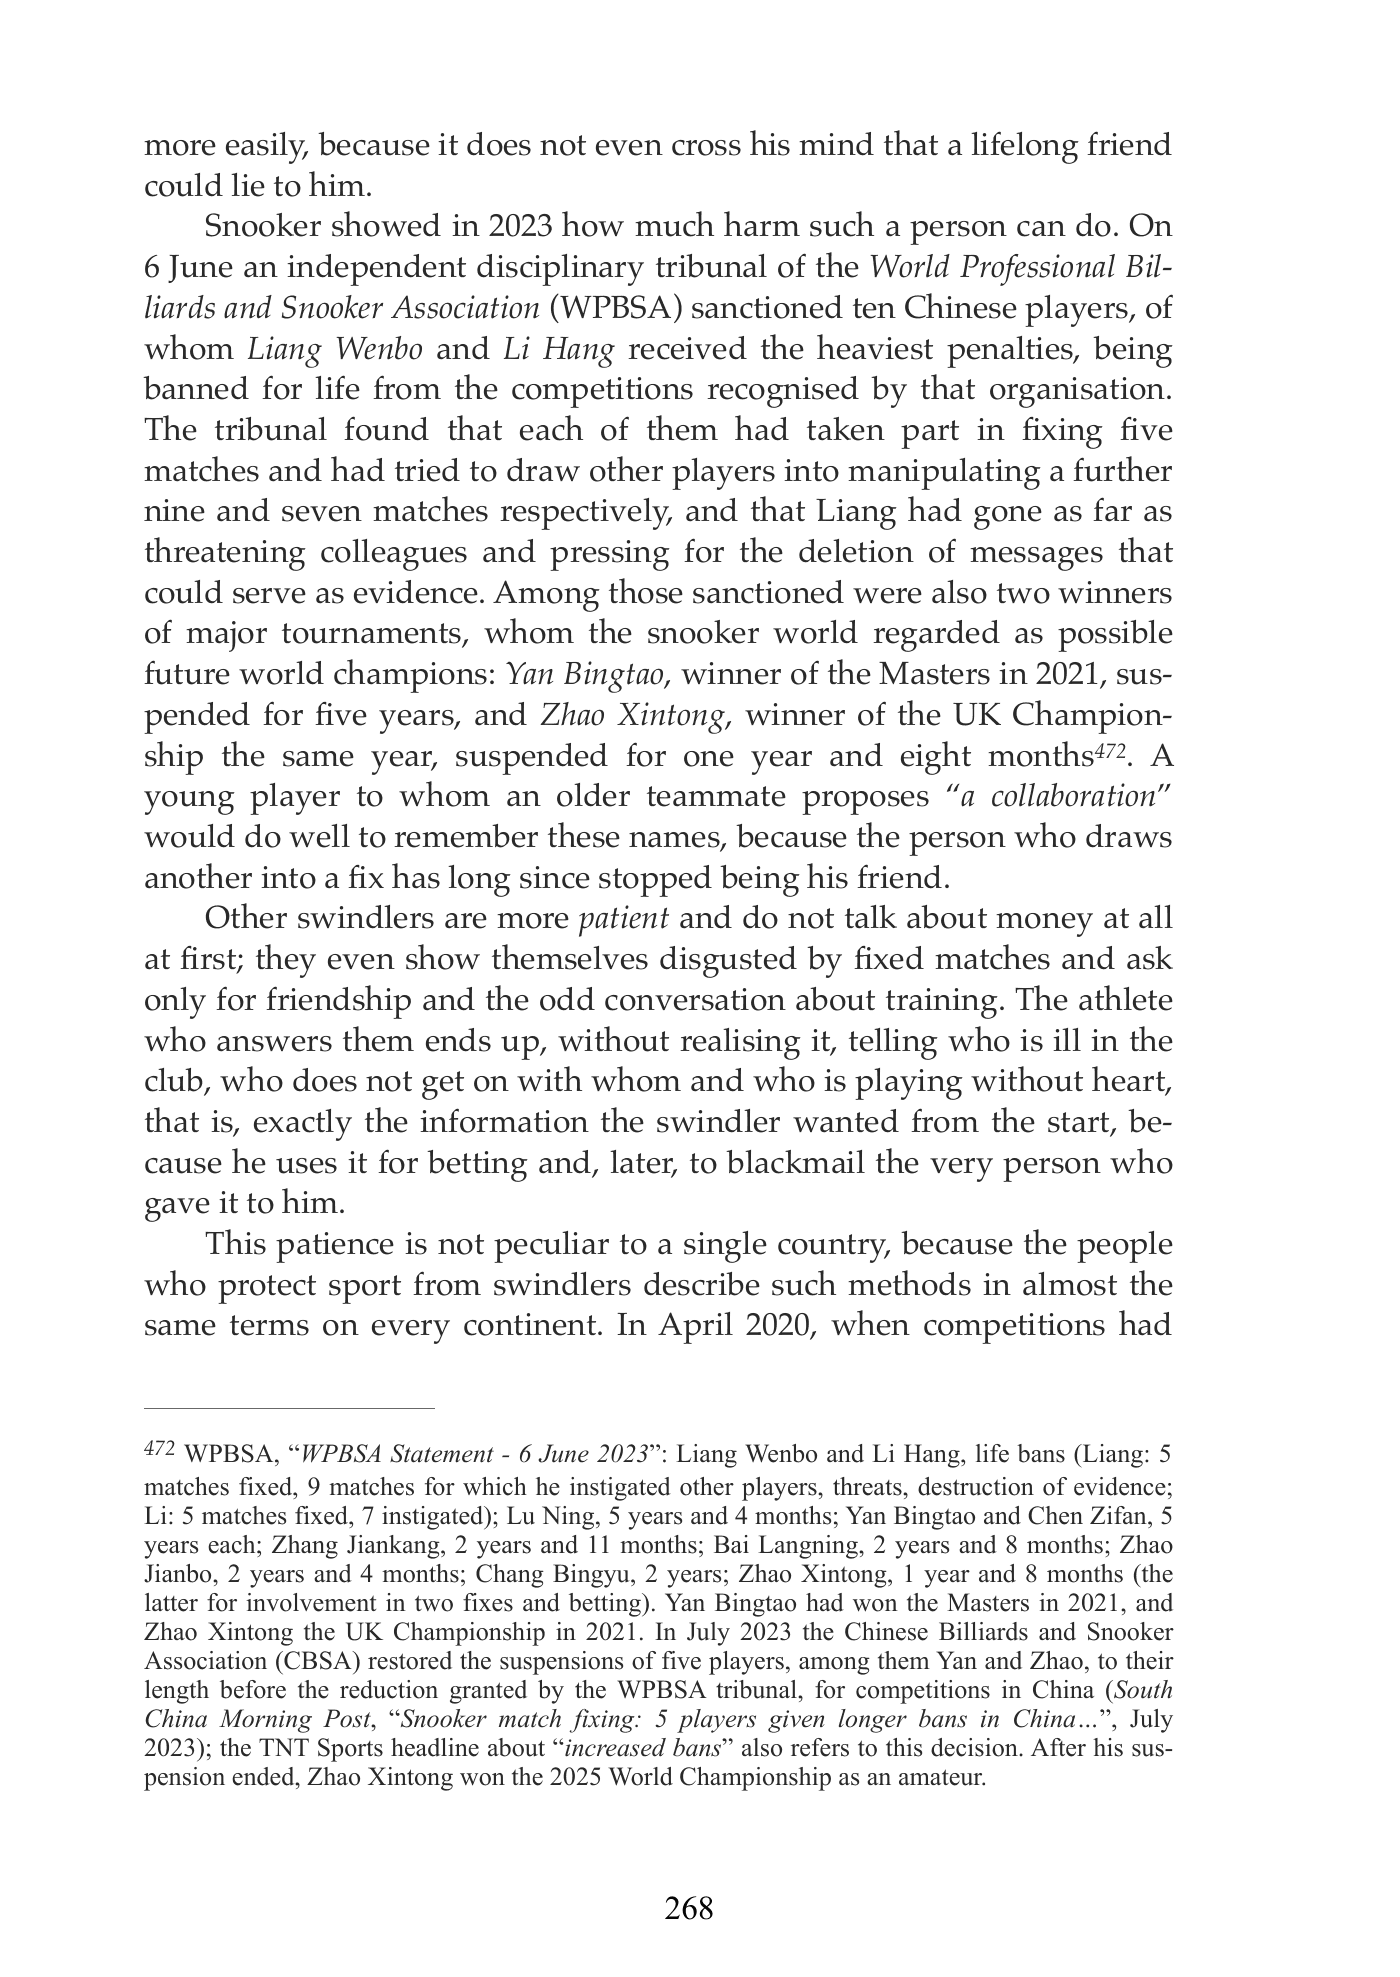 more easily, because it does not even cross his mind that a lifelong friend
could lie to him.
Snooker showed in 2023 how much harm such a person can do. On
6 June an independent disciplinary tribunal of the World Professional Bil-
liards and Snooker Association (WPBSA) sanctioned ten Chinese players, of
whom Liang Wenbo and Li Hang received the heaviest penalties, being
banned for life from the competitions recognised by that organisation.
The tribunal found that each of them had taken part in fixing five
matches and had tried to draw other players into manipulating a further
nine and seven matches respectively, and that Liang had gone as far as
threatening colleagues and pressing for the deletion of messages that
could serve as evidence. Among those sanctioned were also two winners
of major tournaments, whom the snooker world regarded as possible
future world champions: Yan Bingtao, winner of the Masters in 2021, sus-
pended for five years, and Zhao Xintong, winner of the UK Champion-
ship the same year, suspended for one year and eight months472. A
young player to whom an older teammate proposes “a collaboration”
would do well to remember these names, because the person who draws
another into a fix has long since stopped being his friend.
Other swindlers are more patient and do not talk about money at all
at first; they even show themselves disgusted by fixed matches and ask
only for friendship and the odd conversation about training. The athlete
who answers them ends up, without realising it, telling who is ill in the
club, who does not get on with whom and who is playing without heart,
that is, exactly the information the swindler wanted from the start, be-
cause he uses it for betting and, later, to blackmail the very person who
gave it to him.
This patience is not peculiar to a single country, because the people
who protect sport from swindlers describe such methods in almost the
same terms on every continent. In April 2020, when competitions had
472 WPBSA, “WPBSA Statement - 6 June 2023”: Liang Wenbo and Li Hang, life bans (Liang: 5
matches fixed, 9 matches for which he instigated other players, threats, destruction of evidence;
Li: 5 matches fixed, 7 instigated); Lu Ning, 5 years and 4 months; Yan Bingtao and Chen Zifan, 5
years each; Zhang Jiankang, 2 years and 11 months; Bai Langning, 2 years and 8 months; Zhao
Jianbo, 2 years and 4 months; Chang Bingyu, 2 years; Zhao Xintong, 1 year and 8 months (the
latter for involvement in two fixes and betting). Yan Bingtao had won the Masters in 2021, and
Zhao Xintong the UK Championship in 2021. In July 2023 the Chinese Billiards and Snooker
Association (CBSA) restored the suspensions of five players, among them Yan and Zhao, to their
length before the reduction granted by the WPBSA tribunal, for competitions in China (South
China Morning Post, “Snooker match fixing: 5 players given longer bans in China...”, July
2023); the TNT Sports headline about “increased bans” also refers to this decision. After his sus-
pension ended, Zhao Xintong won the 2025 World Championship as an amateur.
268